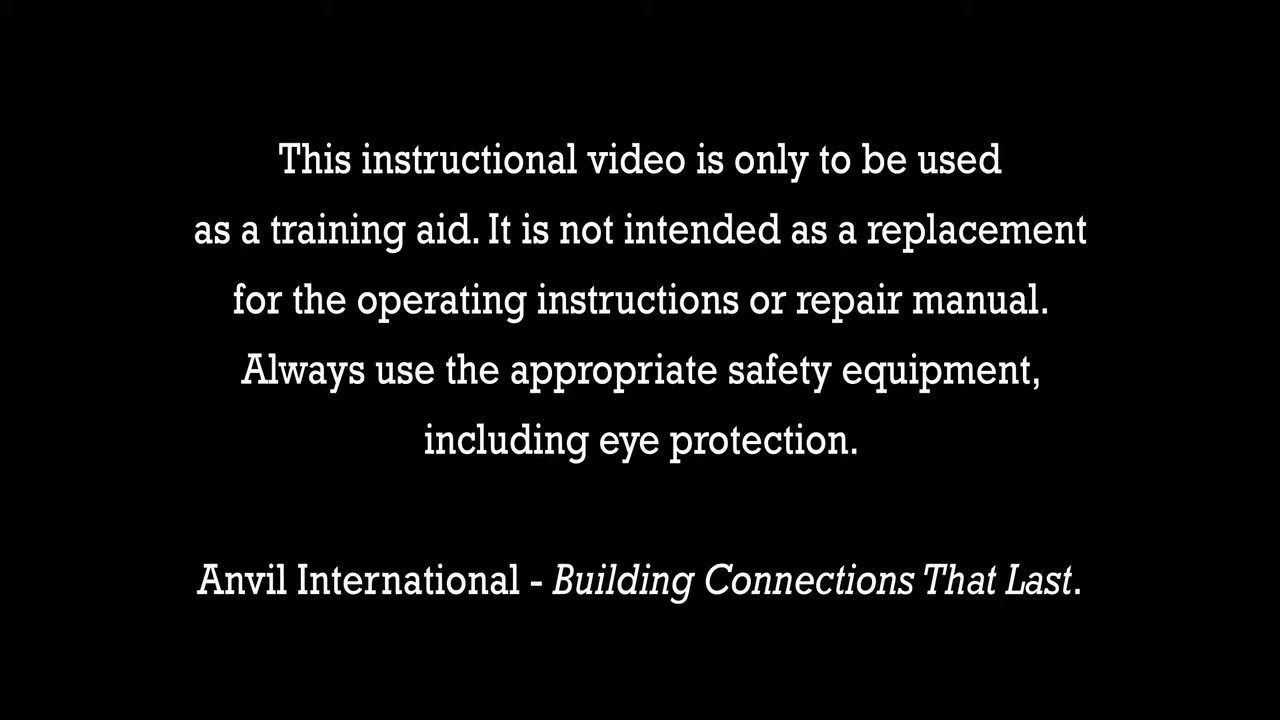 This instructional video is only to be used
as a training aid. It is not intended as a replacement
for the operating instructions or repair manual.
Always use the appropriate safety equipment,
including eye protection.
Anvil International - Building Connections That Last.